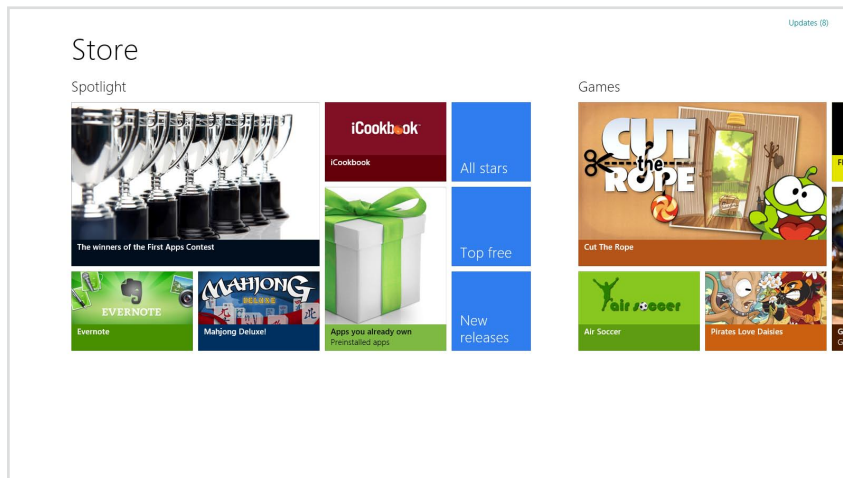 Updates (8)
Store
Spotlight
The winners of the First Apps Contest
iCookbook
iCookbook
All stars
Top free
EVERNOTE
Evernote
MAHJONG
DELUXE
Mahjong Deluxe!
Apps you already own
Preinstalled apps
New
releases
Games
CUT
the
ROPE
Cut The Rope
air soccer
Air Soccer
Pirates Love Daisies